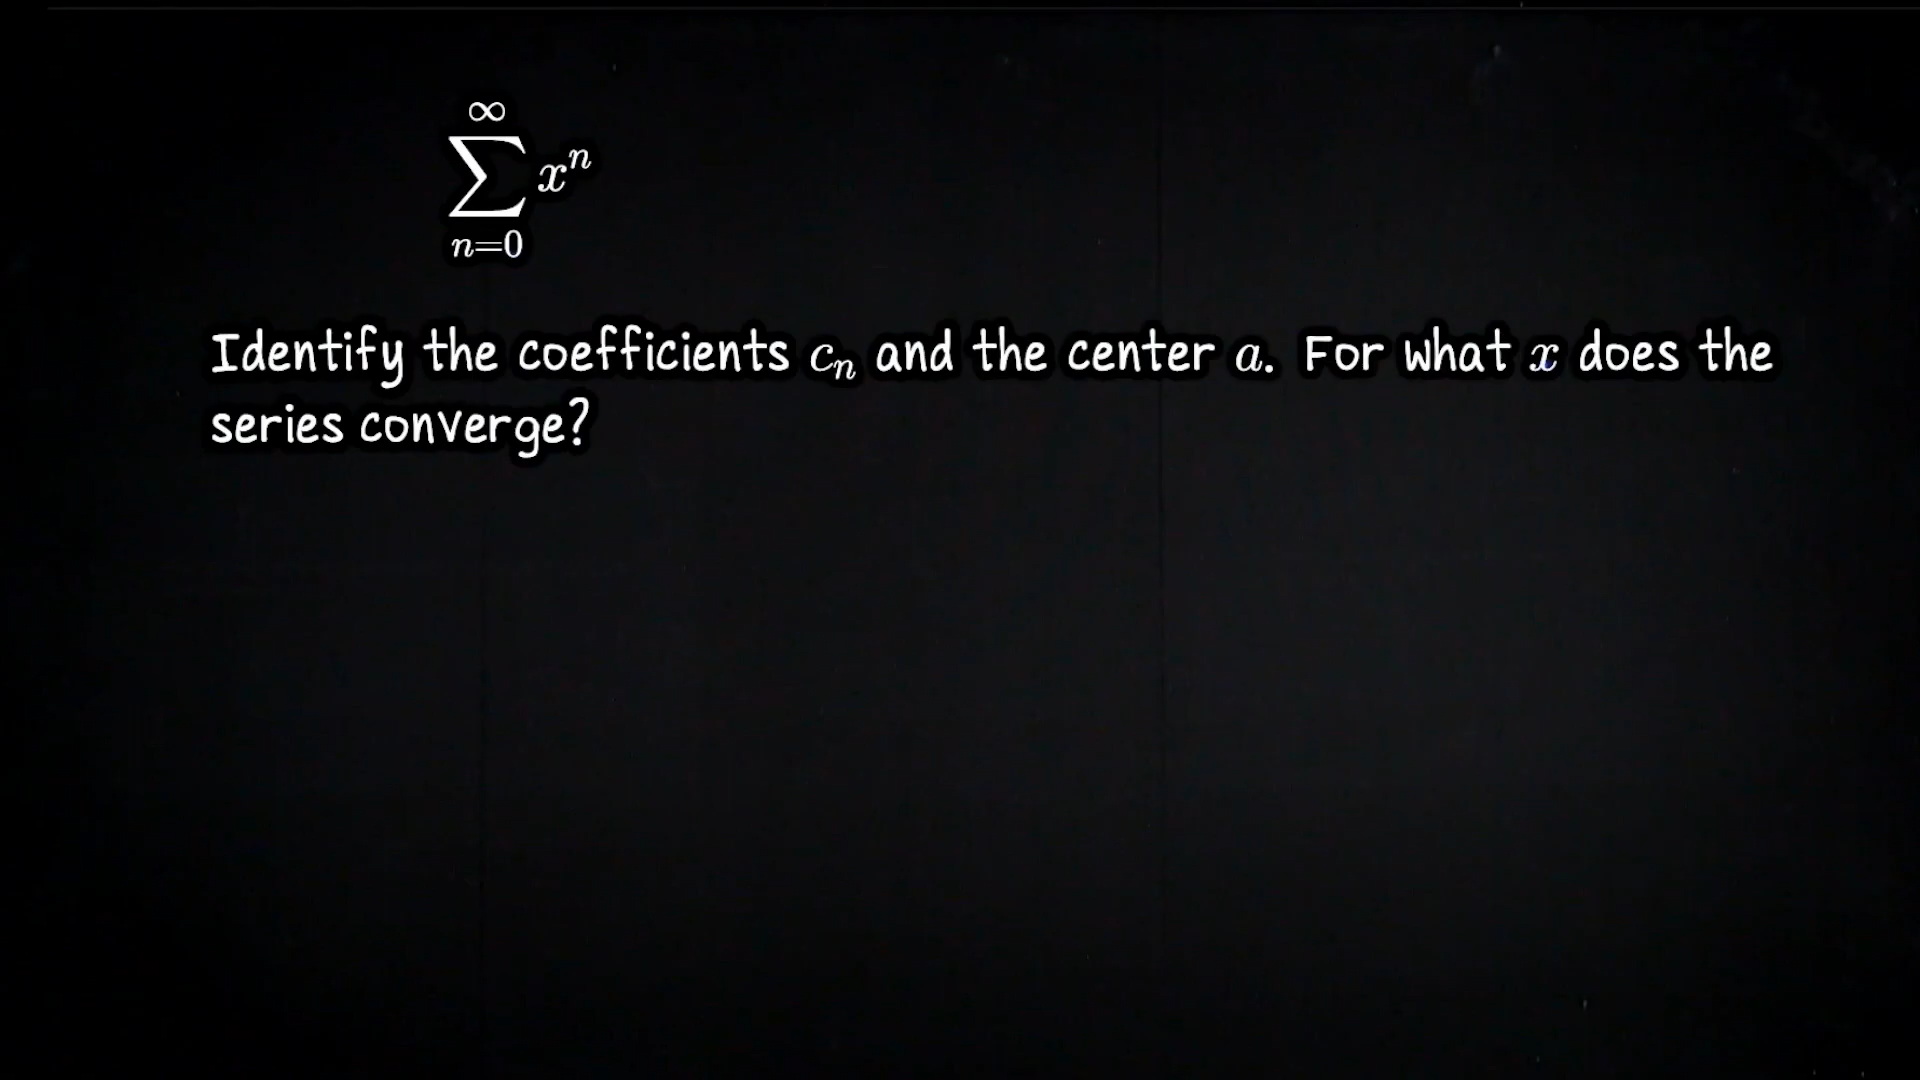 ∞
∑ xⁿ
n=0
Identify the coefficients cₙ and the center a. For what x does the
series converge?